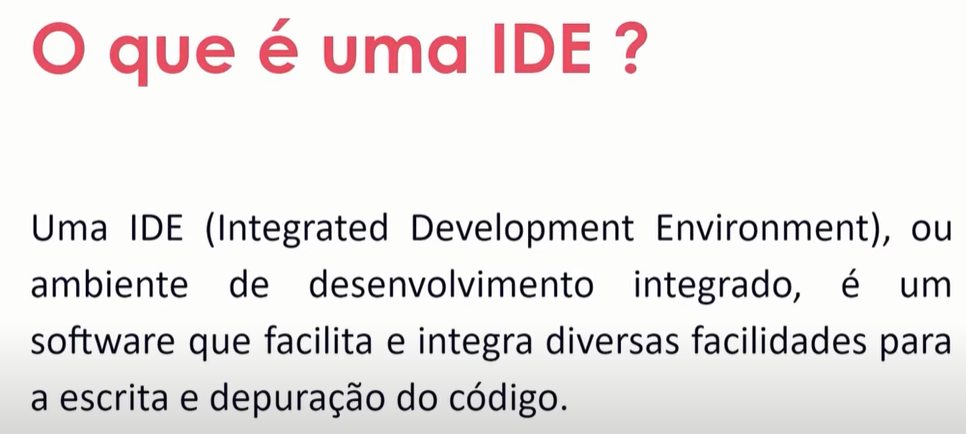 O que é uma IDE ?
Uma IDE (Integrated Development Environment), ou
ambiente de desenvolvimento integrado, é um
software que facilita e integra diversas facilidades para
a escrita e depuração do código.